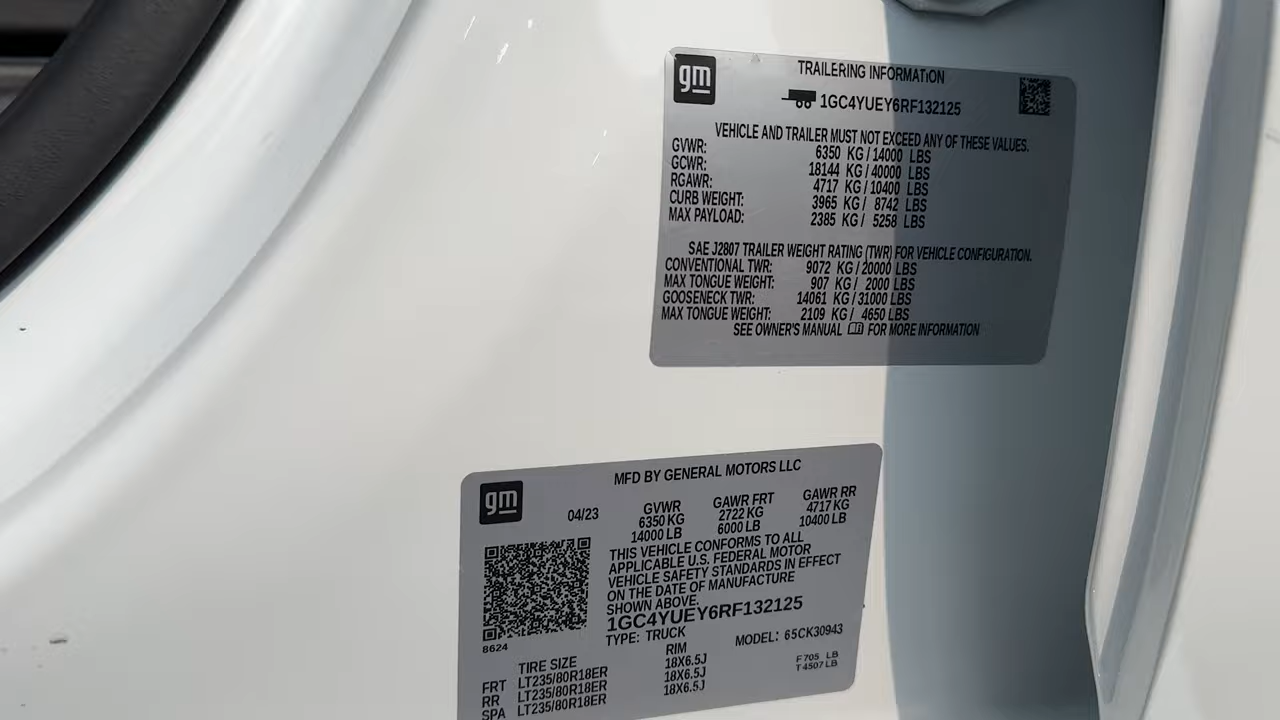 gm
TRAILERING INFORMATION
1GC4YUEY6RF132125
VEHICLE AND TRAILER MUST NOT EXCEED ANY OF THESE VALUES.
GVWR: 6350 KG / 14000 LBS
GCWR: 18144 KG / 40000 LBS
RGAWR: 4717 KG / 10400 LBS
CURB WEIGHT: 3965 KG / 8742 LBS
MAX PAYLOAD: 2385 KG / 5258 LBS
SAE J2807 TRAILER WEIGHT RATING (TWR) FOR VEHICLE CONFIGURATION.
CONVENTIONAL TWR: 9072 KG / 20000 LBS
MAX TONGUE WEIGHT: 907 KG / 2000 LBS
GOOSENECK TWR: 14061 KG / 31000 LBS
MAX TONGUE WEIGHT: 2109 KG / 4650 LBS
SEE OWNER'S MANUAL FOR MORE INFORMATION
gm
MFD BY GENERAL MOTORS LLC
04/23 GVWR GAWR FRT GAWR RR
6350 KG 2722 KG 4717 KG
14000 LB 6000 LB 10400 LB
THIS VEHICLE CONFORMS TO ALL
APPLICABLE U.S. FEDERAL MOTOR
VEHICLE SAFETY STANDARDS IN EFFECT
ON THE DATE OF MANUFACTURE
SHOWN ABOVE.
1GC4YUEY6RF132125
8624 TYPE: TRUCK MODEL: 65CK30943
TIRE SIZE RIM
FRT LT235/80R18ER 18X6.5J F 705 LB
RR LT235/80R18ER 18X6.5J T 4507 LB
SPA LT235/80R18ER 18X6.5J